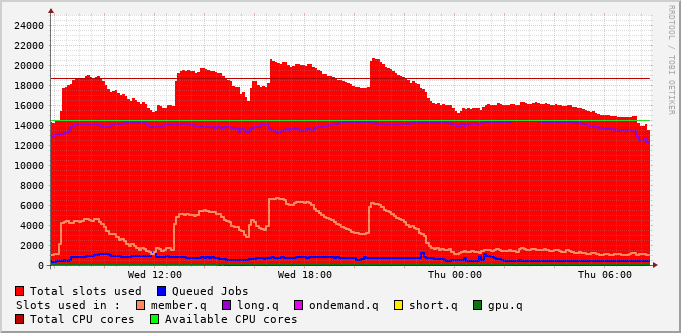 24000
22000
20000
18000
16000
14000
12000
10000
8000
6000
4000
2000
0
Wed 12:00 Wed 18:00 Thu 00:00 Thu 06:00
RRDTOOL / TOBI OETIKER
Total slots used Queued Jobs
Slots used in : member.q long.q ondemand.q short.q gpu.q
Total CPU cores Available CPU cores